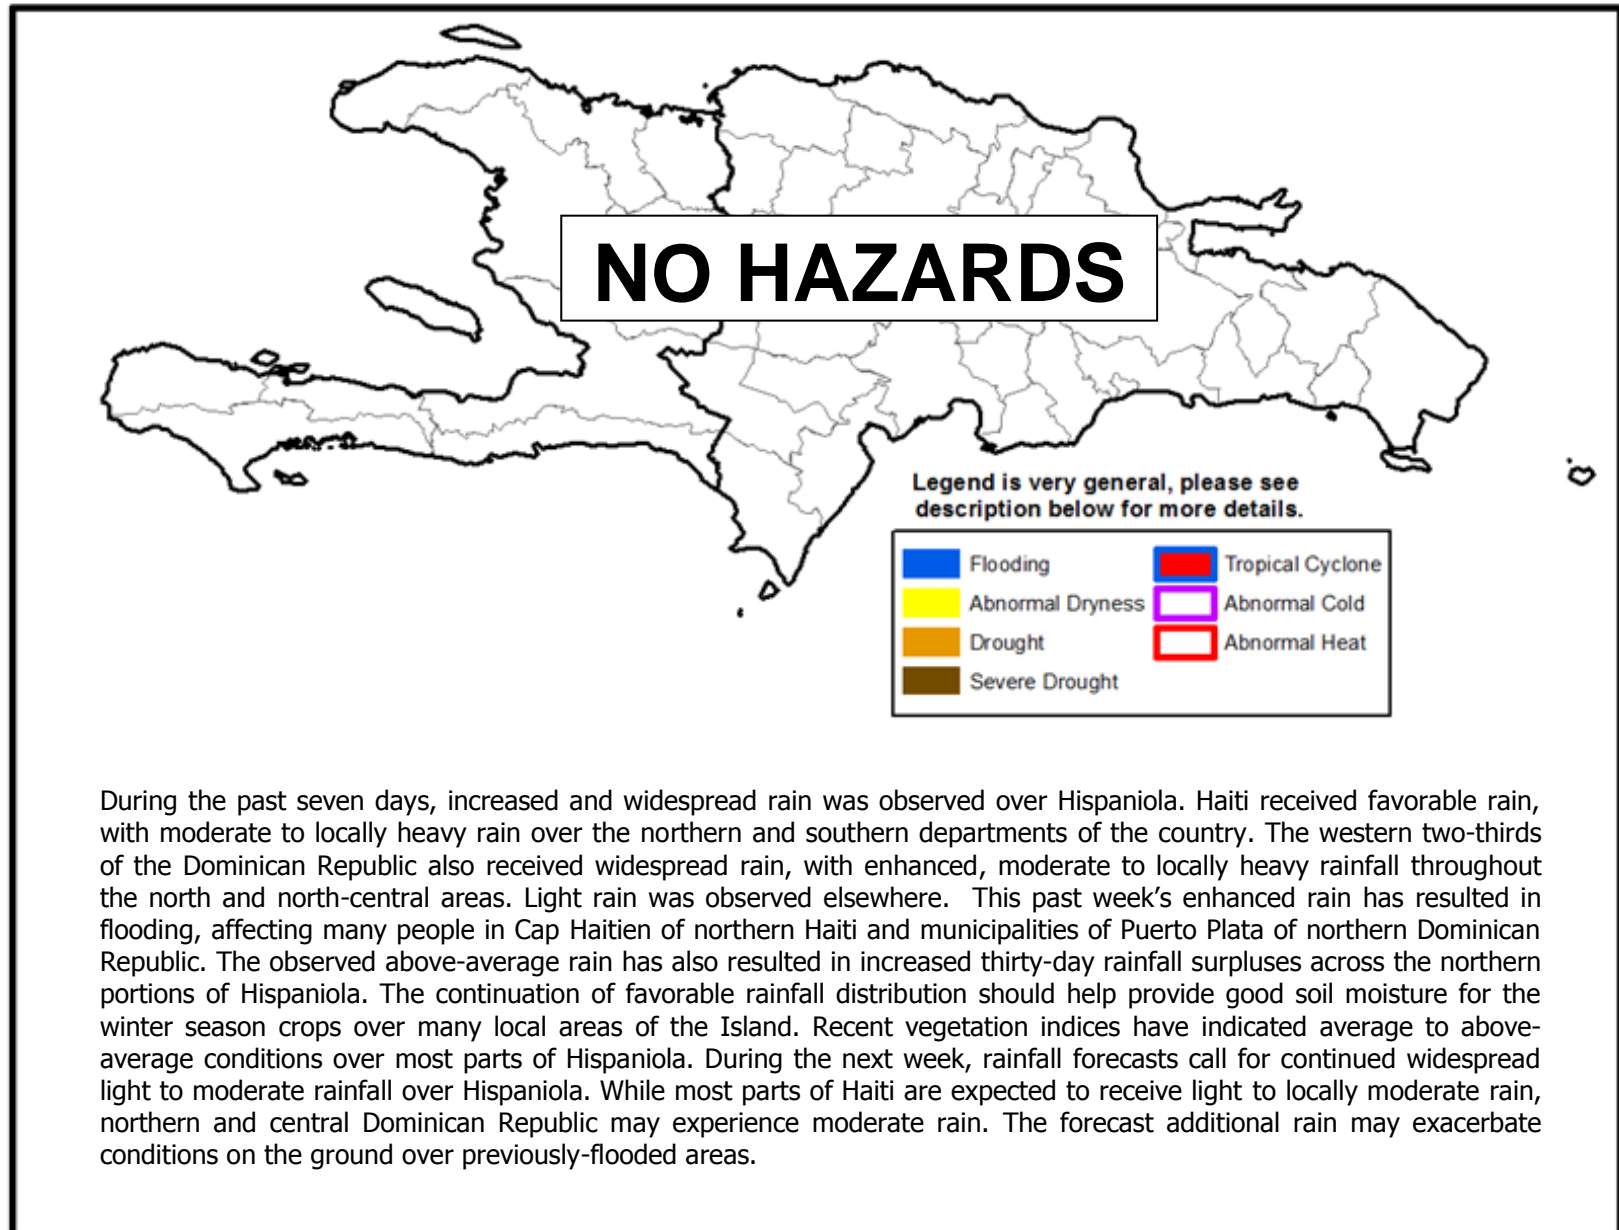 NO HAZARDS
Legend is very general, please see
description below for more details.
Flooding
Tropical Cyclone
Abnormal Dryness
Abnormal Cold
Drought
Abnormal Heat
Severe Drought
During the past seven days, increased and widespread rain was observed over Hispaniola. Haiti received favorable rain,
with moderate to locally heavy rain over the northern and southern departments of the country. The western two-thirds
of the Dominican Republic also received widespread rain, with enhanced, moderate to locally heavy rainfall throughout
the north and north-central areas. Light rain was observed elsewhere.  This past week’s enhanced rain has resulted in
flooding, affecting many people in Cap Haitien of northern Haiti and municipalities of Puerto Plata of northern Dominican
Republic. The observed above-average rain has also resulted in increased thirty-day rainfall surpluses across the northern
portions of Hispaniola. The continuation of favorable rainfall distribution should help provide good soil moisture for the
winter season crops over many local areas of the Island. Recent vegetation indices have indicated average to above-
average conditions over most parts of Hispaniola. During the next week, rainfall forecasts call for continued widespread
light to moderate rainfall over Hispaniola. While most parts of Haiti are expected to receive light to locally moderate rain,
northern and central Dominican Republic may experience moderate rain. The forecast additional rain may exacerbate
conditions on the ground over previously-flooded areas.